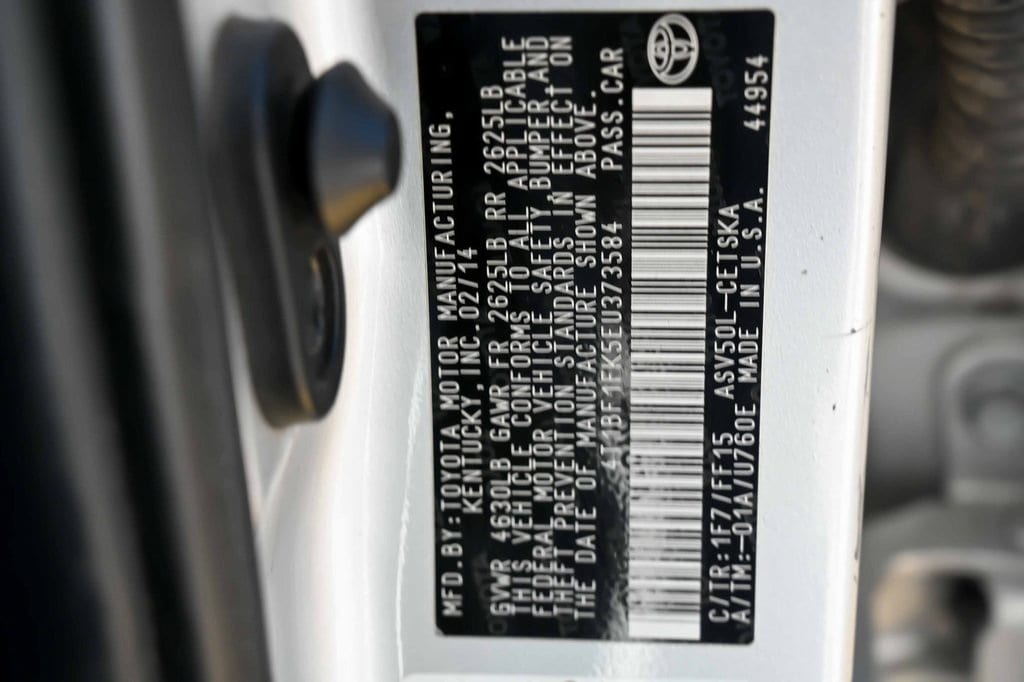 MFD.BY:TOYOTA MOTOR MANUFACTURING,
KENTUCKY,INC.02/14
GVWR 4630LB GAWR FR 2625LB RR 2625LB
THIS VEHICLE CONFORMS TO ALL APPLICABLE
FEDERAL MOTOR VEHICLE SAFETY,BUMPER,AND
THEFT PREVENTION STANDARDS IN EFFECT ON
THE DATE OF MANUFACTURE SHOWN ABOVE.
4T1BF1FK5EU373584 PASS.CAR
C/TR:1F7/FF15 ASV50L-CETSKA
A/TM:-01A/U760E MADE IN U.S.A. 44954